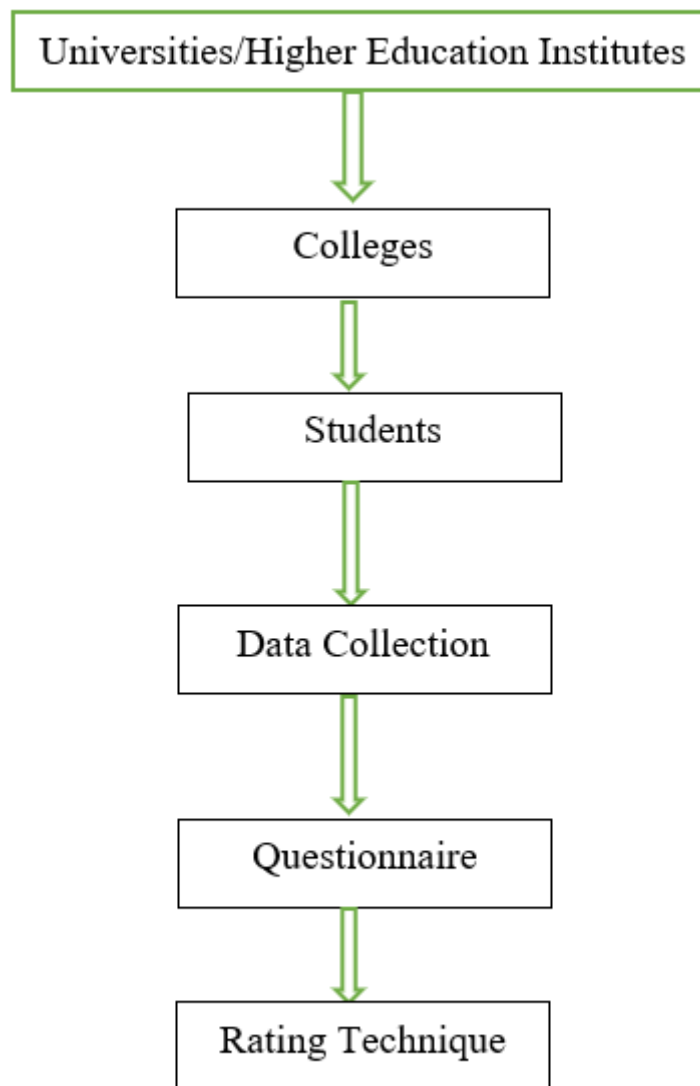 Universities/Higher Education Institutes
Colleges
Students
Data Collection
Questionnaire
Rating Technique